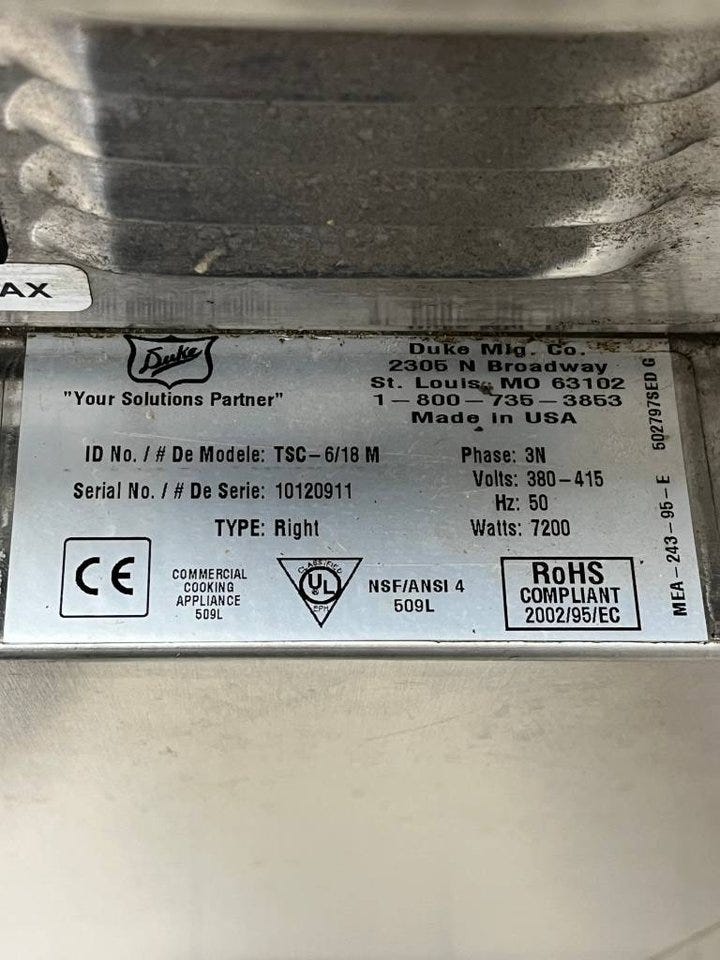 AX
Duke
"Your Solutions Partner"
Duke Mfg. Co.
2305 N Broadway
St. Louis, MO 63102
1-800-735-3853
Made in USA
ID No. / # De Modele: TSC-6/18 M
Serial No. / # De Serie: 10120911
TYPE: Right
Phase: 3N
Volts: 380-415
Hz: 50
Watts: 7200
CE
COMMERCIAL
COOKING
APPLIANCE
509L
CLASSIFIED
UL
EPH
NSF/ANSI 4
509L
RoHS
COMPLIANT
2002/95/EC
MEA-243-95-E 502797SED G